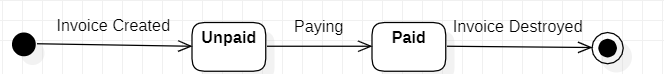 Invoice Created
Unpaid
Paying
Paid
Invoice Destroyed